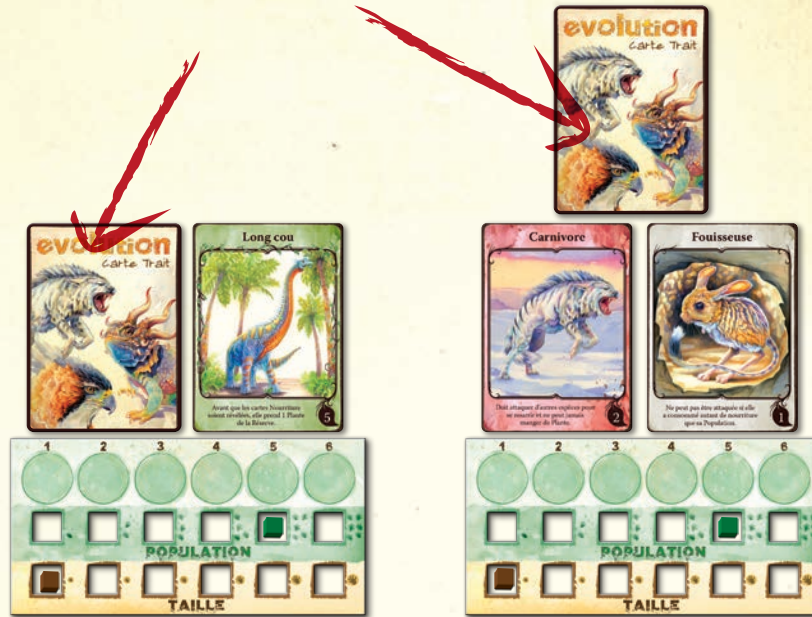 evolution
Carte Trait
evolution
Carte Trait
Long cou
Avant que les cartes Nourriture
soient révélées, elle prend 1 Plante
de la Réserve.
5
Carnivore
Doit attaquer d'autres espèces pour
se nourrir et ne peut jamais
manger de Plante.
2
Fouisseuse
Ne peut pas être attaquée si elle
a consommé autant de nourriture
que sa Population.
1
1 2 3 4 5 6
POPULATION
TAILLE
1 2 3 4 5 6
POPULATION
TAILLE